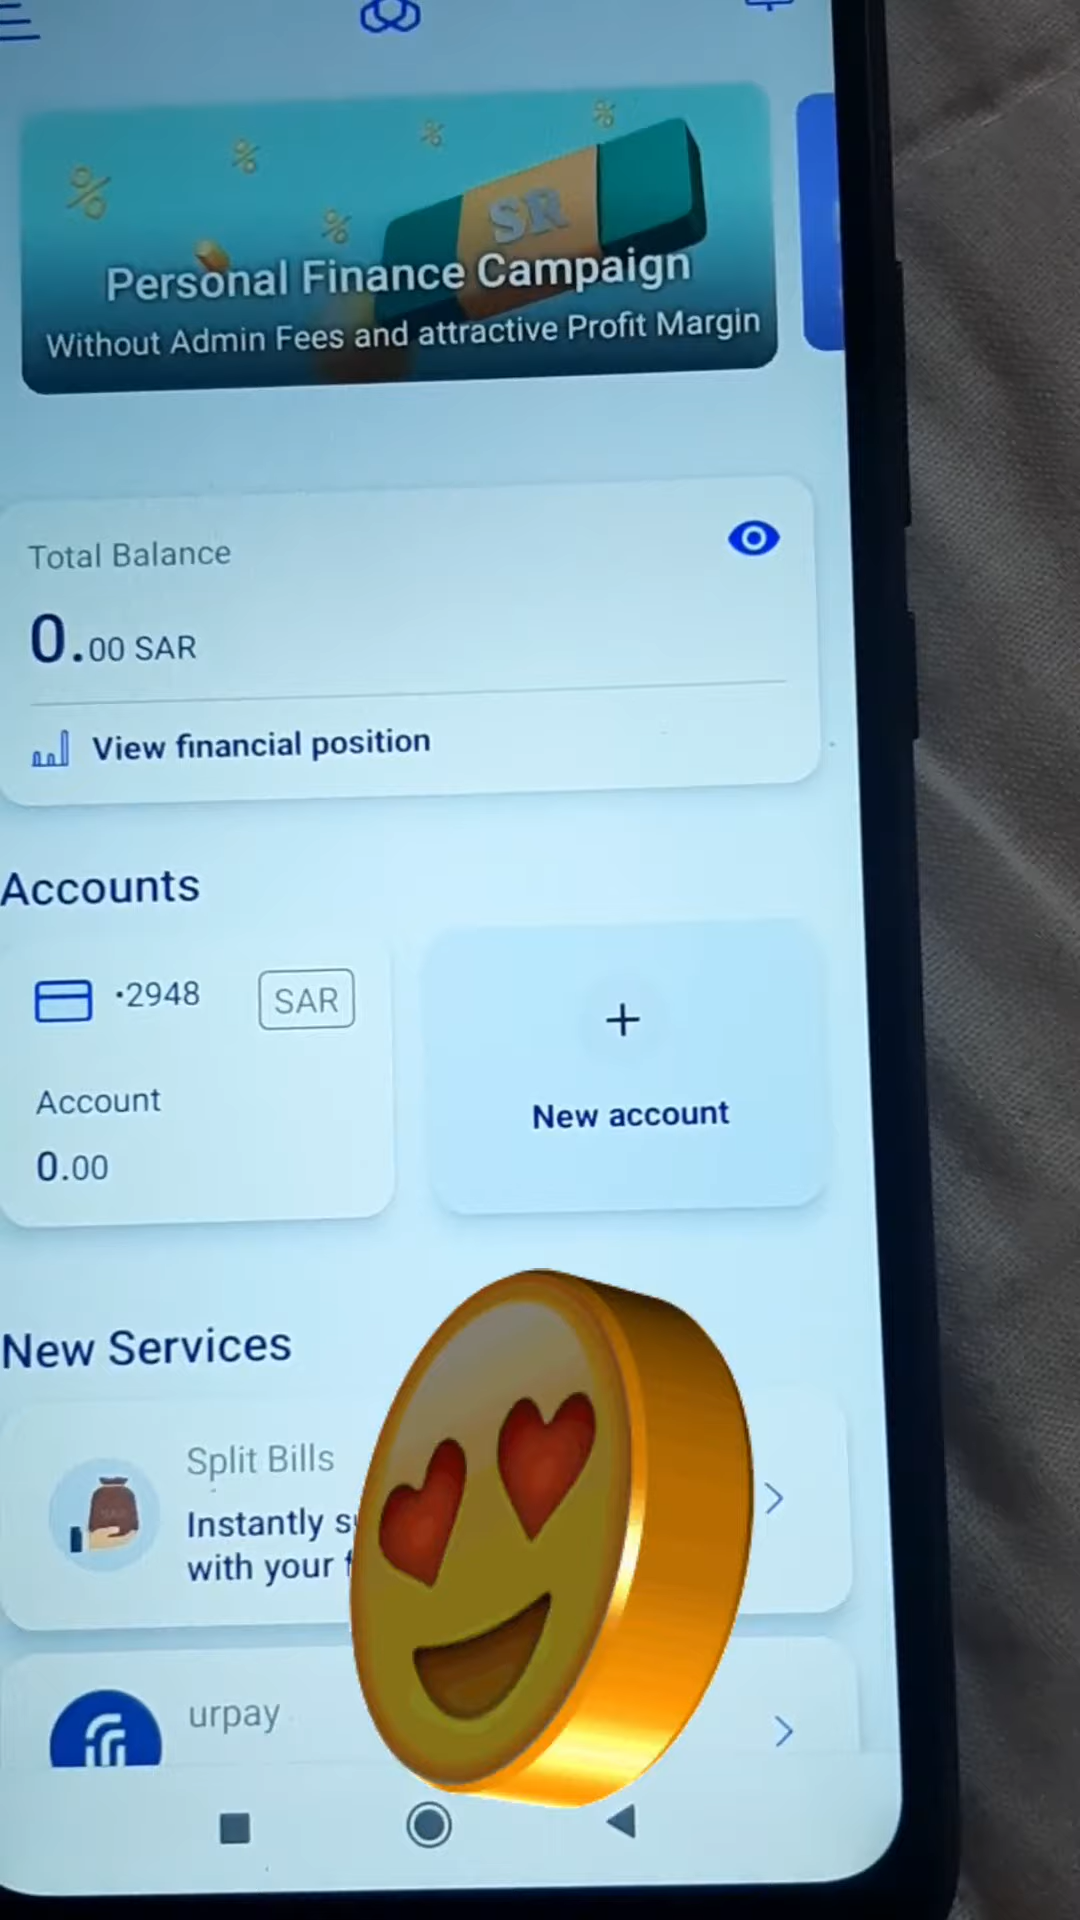 SR
Personal Finance Campaign
Without Admin Fees and attractive Profit Margin
Total Balance
0.00 SAR
View financial position
Accounts
·2948
SAR
Account
0.00
+
New account
New Services
Split Bills
Instantly
with your
urpay